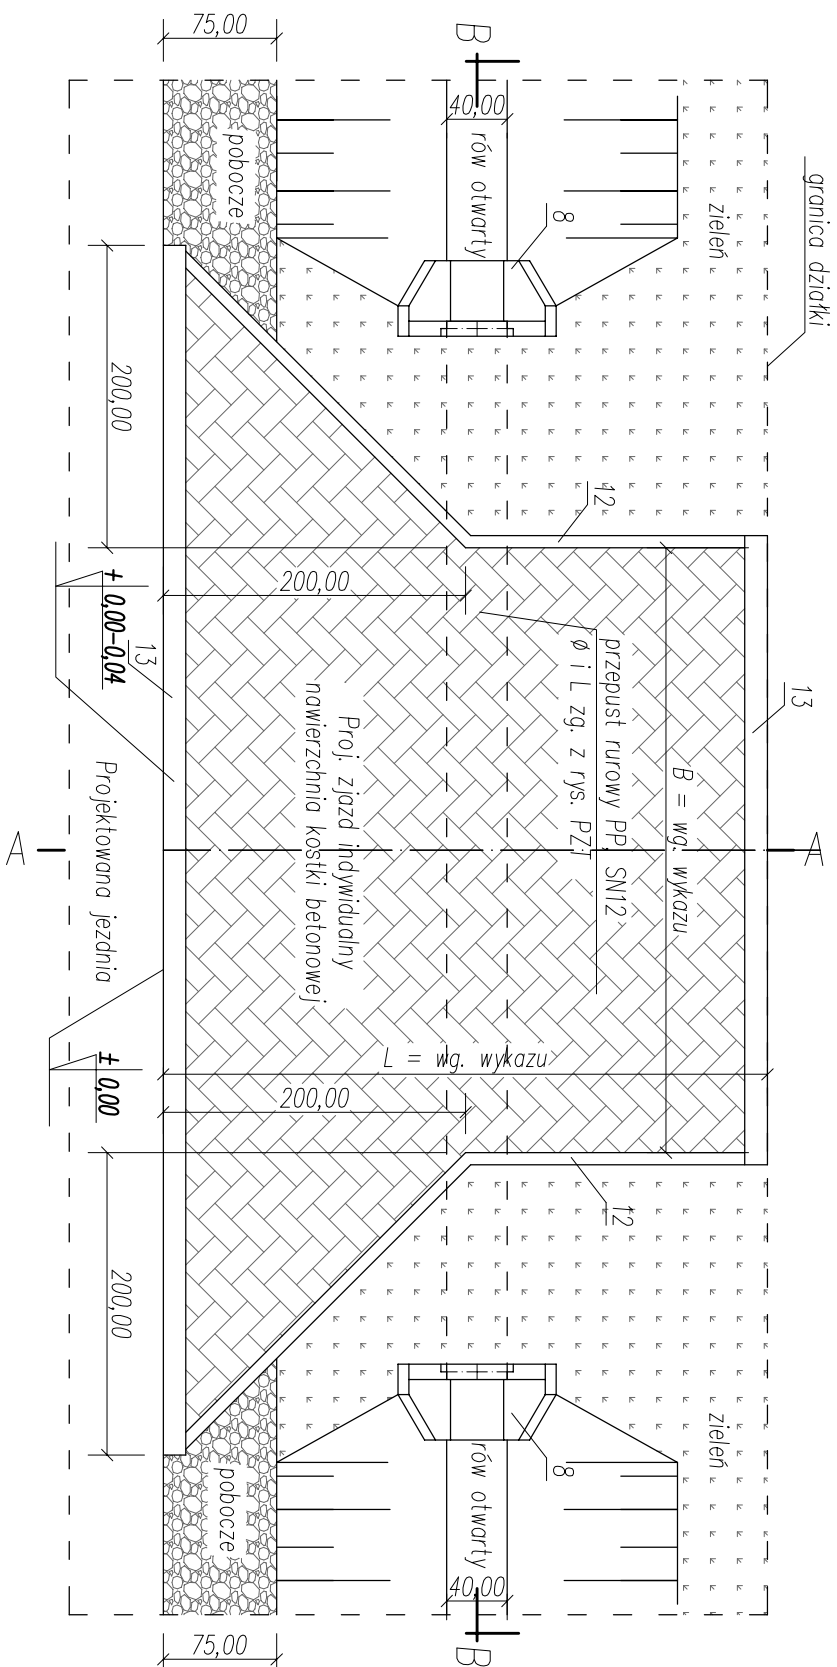 75,00
B
40,00
granica działki
pobocze
rów otwarty
zieleń
8
200,00
12
200,00
± 0,00-0,04
13
13
przepust rurowy PP, SN12
ø i L zg. z rys. PZT
Proj. zjazd indywidualny
nawierzchnia kostki betonowej
B = wg. wykazu
Projektowana jezdnia
A
A
L = wg. wykazu
± 0,00
200,00
12
200,00
zieleń
8
pobocze
rów otwarty
40,00
75,00
B